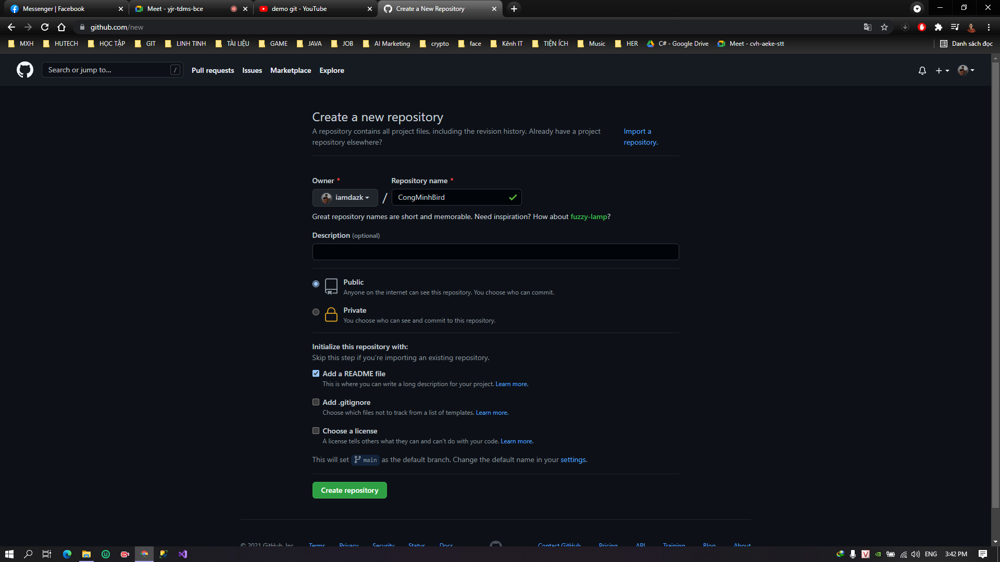 Messenger | Facebook
Meet - yjr-tdms-bce
demo git - YouTube
Create a New Repository
github.com/new
MXH
HUTECH
HỌC TẬP
GIT
LINH TINH
TÀI LIỆU
GAME
JAVA
JOB
AI Marketing
crypto
face
Kênh IT
TIỆN ÍCH
Music
HER
C# - Google Drive
Meet - cvh-aeke-stt
Danh sách đọc
Search or jump to...
/
Pull requests
Issues
Marketplace
Explore
Create a new repository
A repository contains all project files, including the revision history. Already have a project
repository elsewhere?
Import a
repository.
Owner *
Repository name *
iamdazk
/
CongMinhBird
Great repository names are short and memorable. Need inspiration? How about fuzzy-lamp?
Description (optional)
Public
Anyone on the internet can see this repository. You choose who can commit.
Private
You choose who can see and commit to this repository.
Initialize this repository with:
Skip this step if you're importing an existing repository.
Add a README file
This is where you can write a long description for your project. Learn more.
Add .gitignore
Choose which files not to track from a list of templates. Learn more.
Choose a license
A license tells others what they can and can't do with your code. Learn more.
This will set main as the default branch. Change the default name in your settings.
Create repository
© 2021 GitHub, Inc.
Terms
Privacy
Security
Status
Docs
Contact GitHub
Pricing
API
Training
Blog
About
ENG
3:42 PM